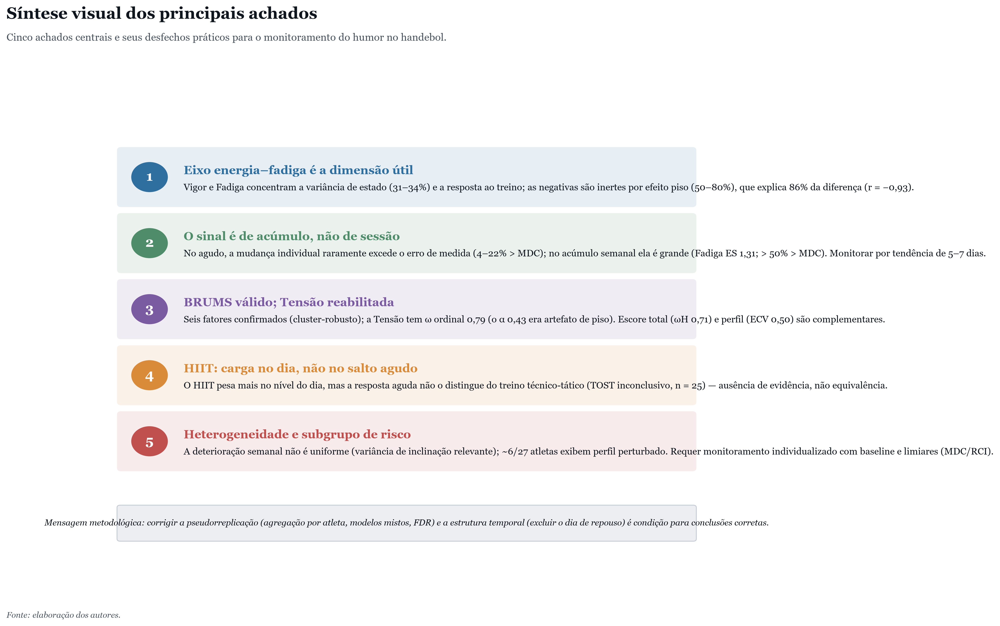 Síntese visual dos principais achados
Cinco achados centrais e seus desfechos práticos para o monitoramento do humor no handebol.
1
Eixo energia–fadiga é a dimensão útil
Vigor e Fadiga concentram a variância de estado (31–34%) e a resposta ao treino; as negativas são inertes por efeito piso (50–80%), que explica 86% da diferença (r = −0,93).
2
O sinal é de acúmulo, não de sessão
No agudo, a mudança individual raramente excede o erro de medida (4–22% > MDC); no acúmulo semanal ela é grande (Fadiga ES 1,31; > 50% > MDC). Monitorar por tendência de 5–7 dias.
3
BRUMS válido; Tensão reabilitada
Seis fatores confirmados (cluster-robusto); a Tensão tem ω ordinal 0,79 (o α 0,43 era artefato de piso). Escore total (ωH 0,71) e perfil (ECV 0,50) são complementares.
4
HIIT: carga no dia, não no salto agudo
O HIIT pesa mais no nível do dia, mas a resposta aguda não o distingue do treino técnico-tático (TOST inconclusivo, n = 25) — ausência de evidência, não equivalência.
5
Heterogeneidade e subgrupo de risco
A deterioração semanal não é uniforme (variância de inclinação relevante); ~6/27 atletas exibem perfil perturbado. Requer monitoramento individualizado com baseline e limiares (MDC/RCI).
Mensagem metodológica: corrigir a pseudorreplicação (agregação por atleta, modelos mistos, FDR) e a estrutura temporal (excluir o dia de repouso) é condição para conclusões corretas.
Fonte: elaboração dos autores.